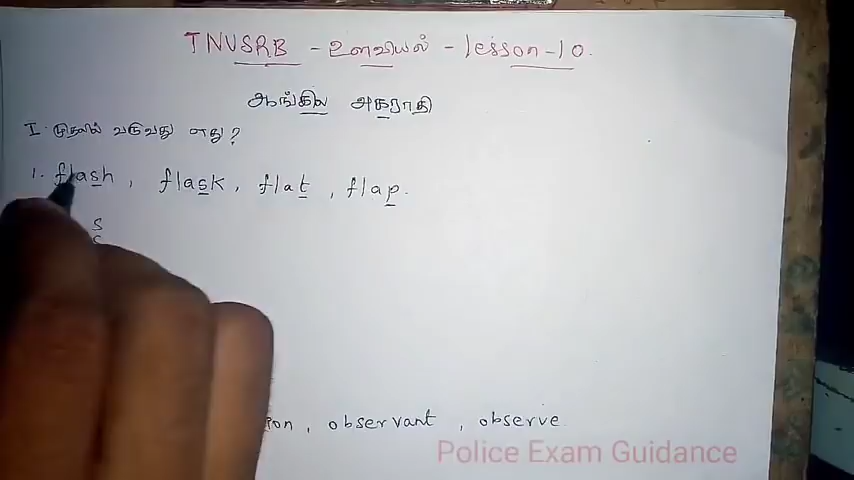 TNUSRB - உளவியல் - lesson-10.
ஆங்கில அகராதி
I. முதலில் வருவது எது?
1. flash, flask, flat, flap.
S
S
observant, observe
Police Exam Guidance